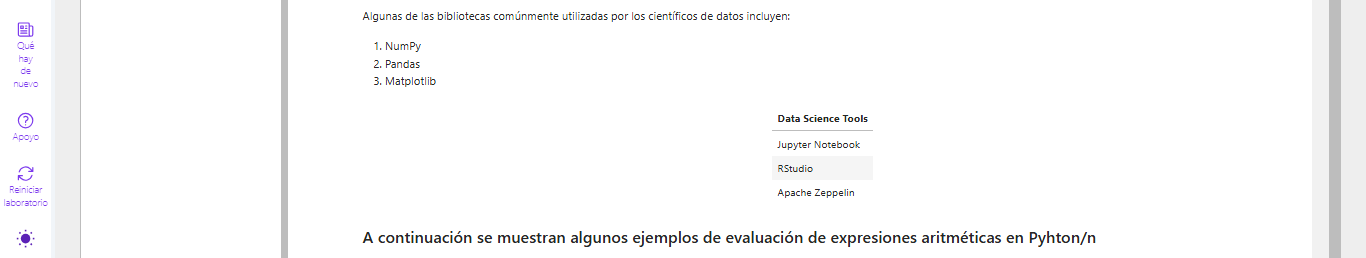 Qué
hay
de
nuevo
Apoyo
Reiniciar
laboratorio
Algunas de las bibliotecas comúnmente utilizadas por los científicos de datos incluyen:
1. NumPy
2. Pandas
3. Matplotlib
Data Science Tools
Jupyter Notebook
RStudio
Apache Zeppelin
A continuación se muestran algunos ejemplos de evaluación de expresiones aritméticas en Pyhton/n